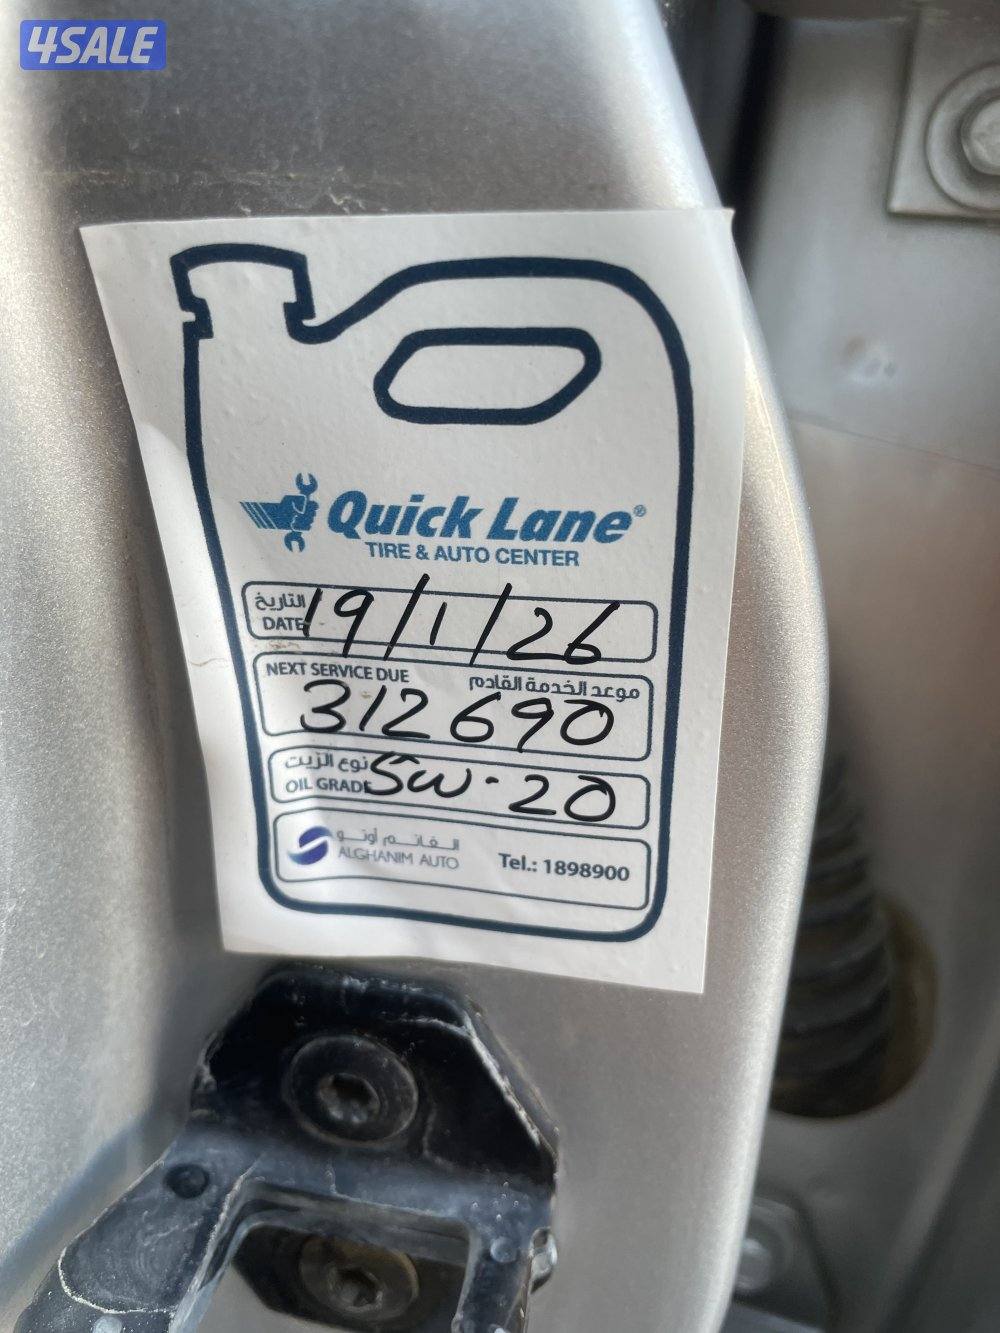 4SALE
Quick Lane®
TIRE & AUTO CENTER
التاريخ
DATE 19/1/26
NEXT SERVICE DUE موعد الخدمة القادم
312690
نوع الزيت
OIL GRADE 5W-20
الغانم أوتو
ALGHANIM AUTO Tel.: 1898900